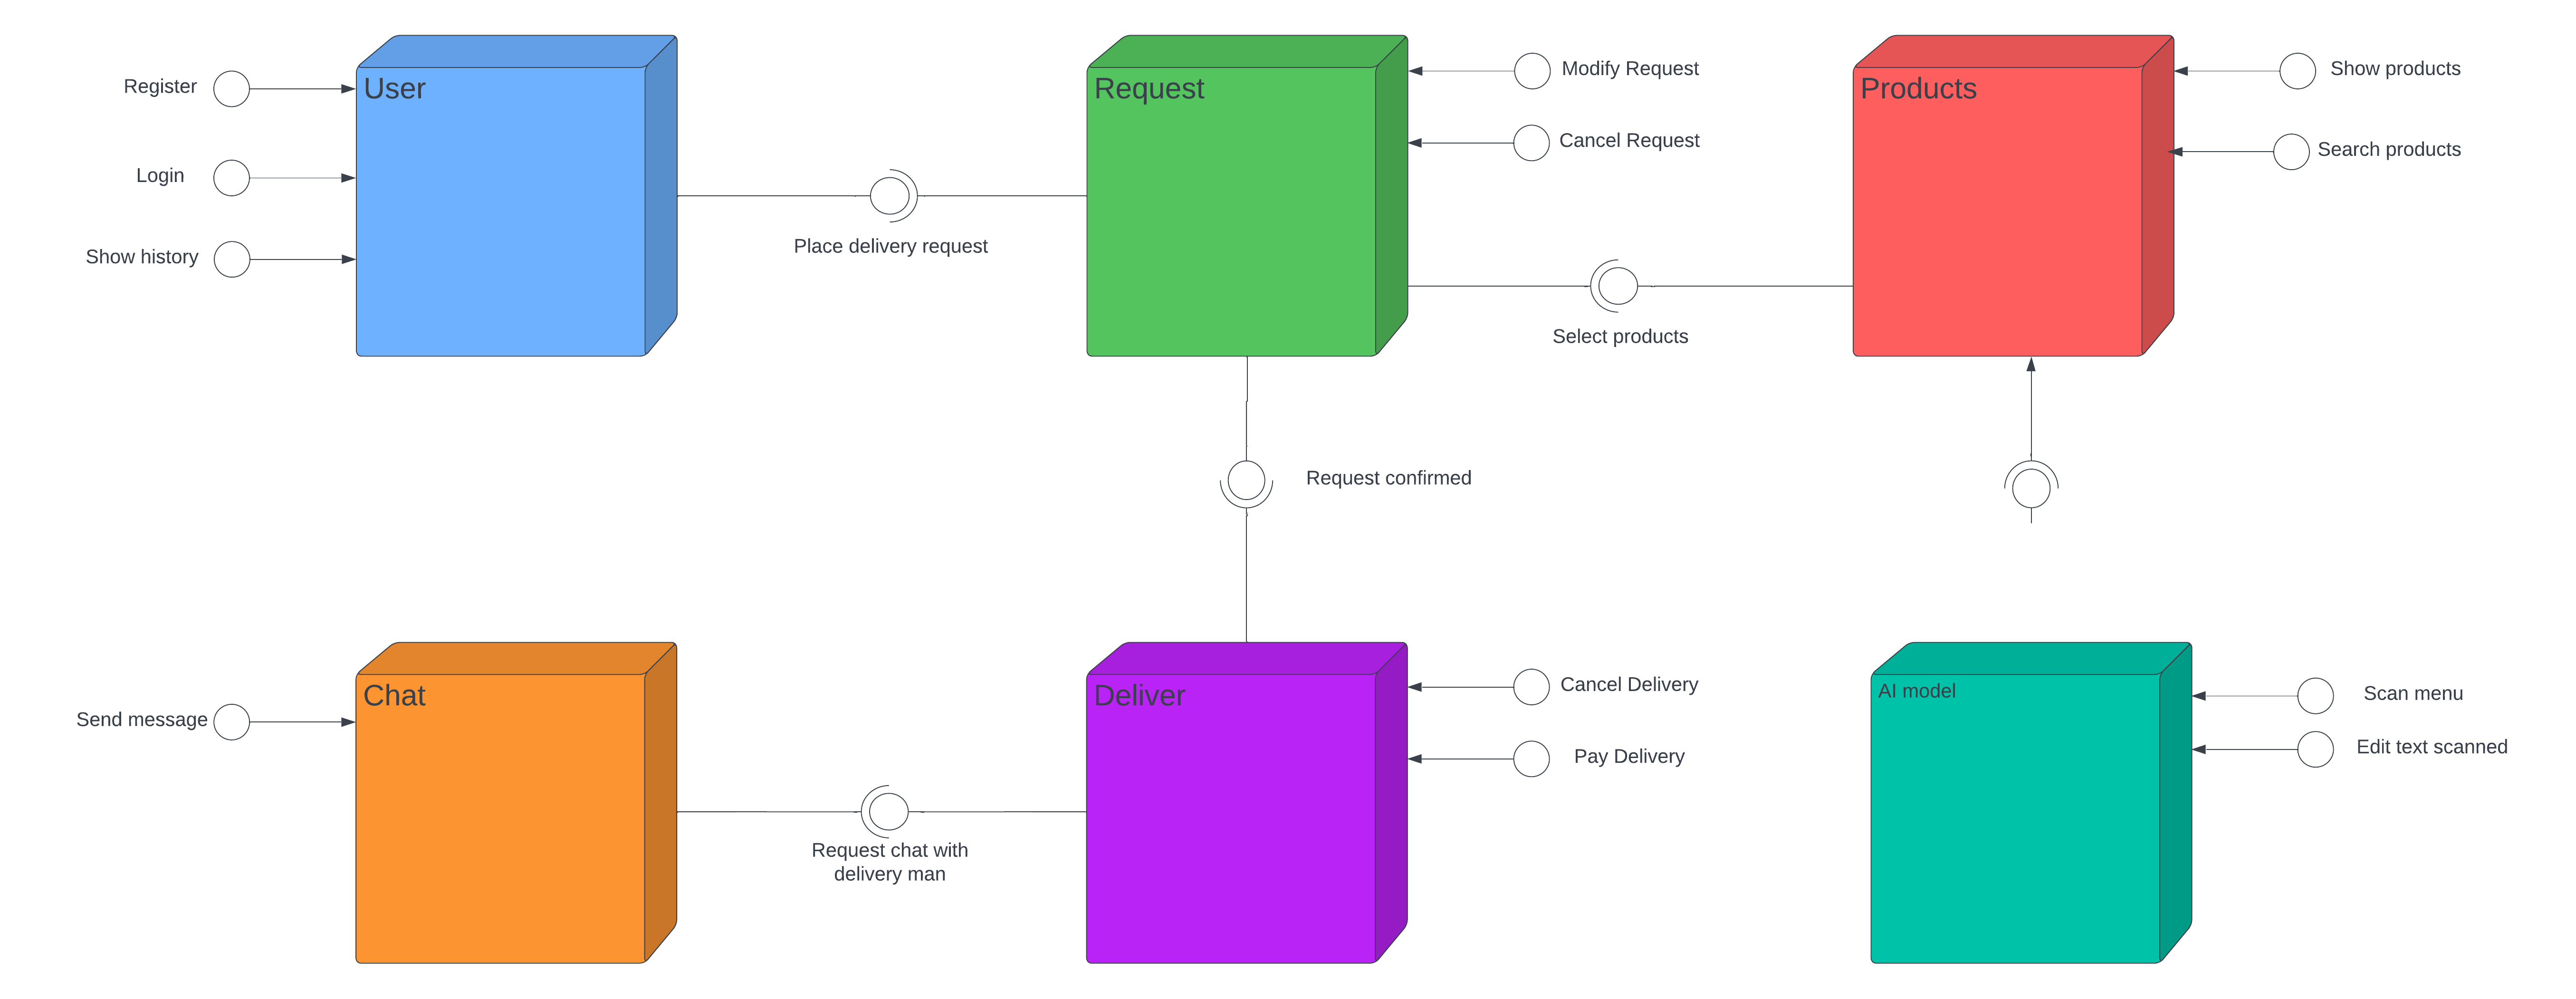 Register
User
Login
Show history
Place delivery request
Request
Modify Request
Cancel Request
Select products
Products
Show products
Search products
Request confirmed
Chat
Send message
Request chat with
delivery man
Deliver
Cancel Delivery
Pay Delivery
AI model
Scan menu
Edit text scanned